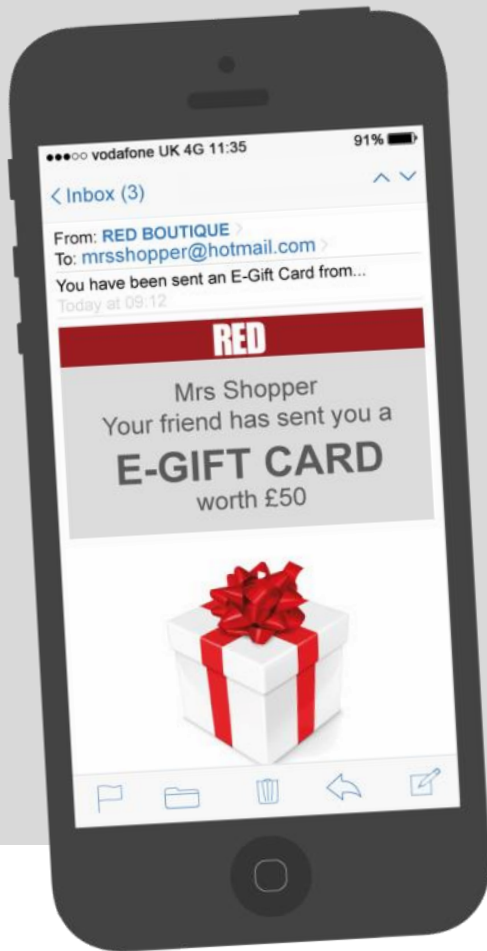 ●●●○○ vodafone UK 4G 11:35 91%
Inbox (3)
From: RED BOUTIQUE
To: mrsshopper@hotmail.com
You have been sent an E-Gift Card from...
Today at 09:12
RED
Mrs Shopper
Your friend has sent you a
E-GIFT CARD
worth £50